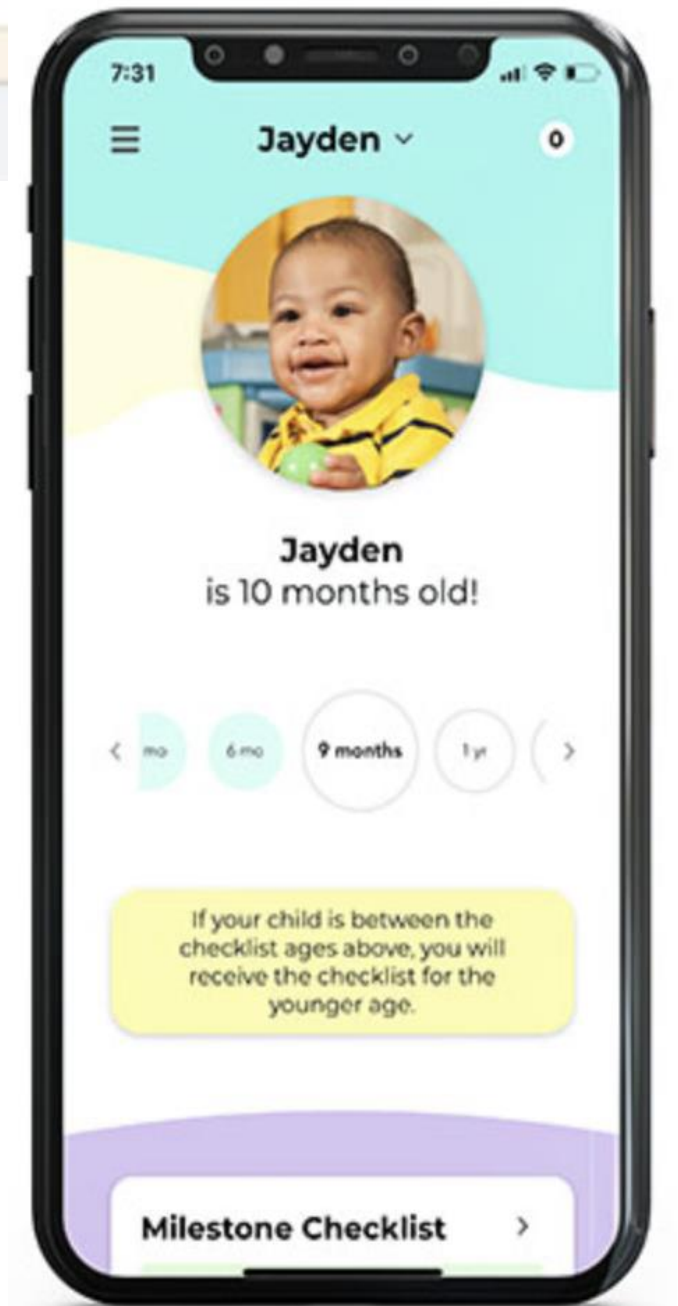 7:31
Jayden
0
Jayden
is 10 months old!
mo
6 mo
9 months
1 yr
If your child is between the
checklist ages above, you will
receive the checklist for the
younger age.
Milestone Checklist